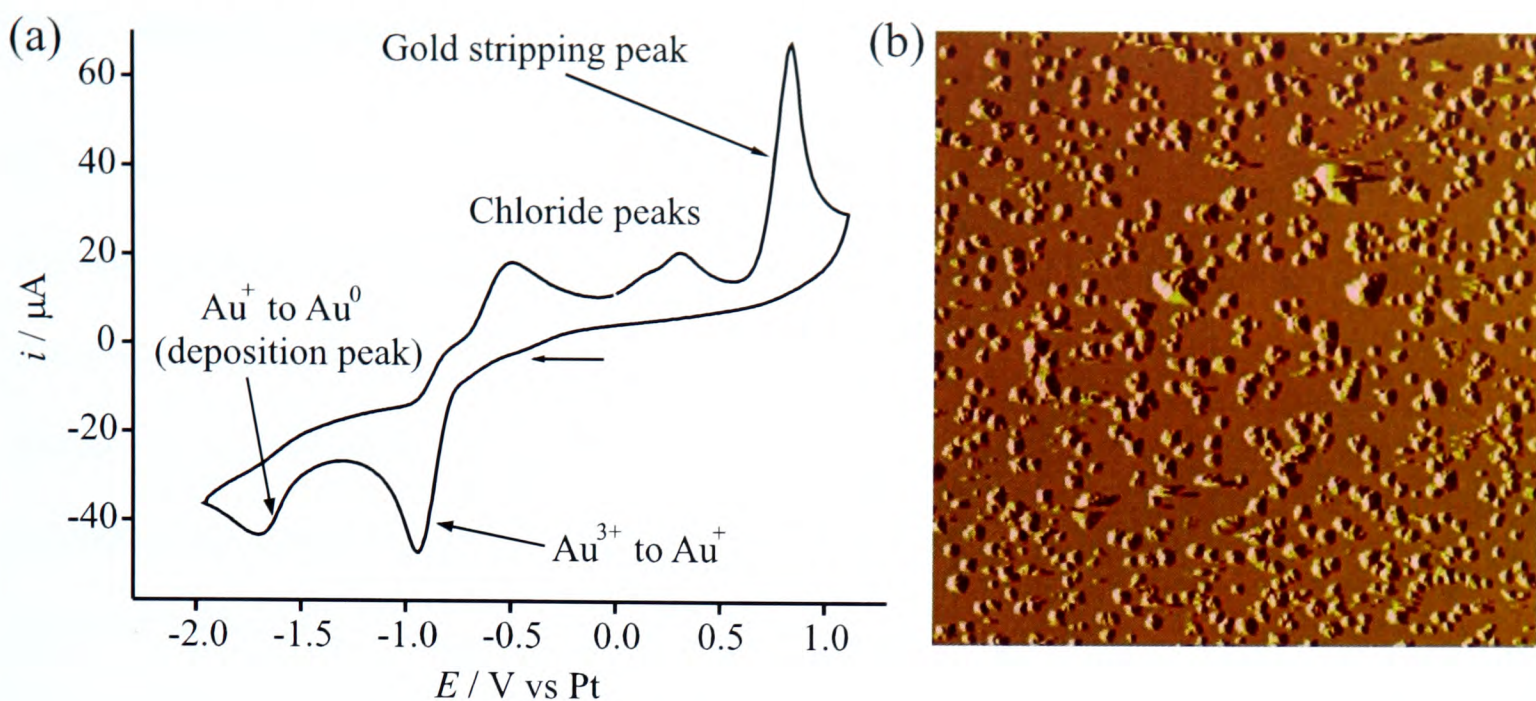 (a)
Gold stripping peak
Chloride peaks
Au⁺ to Au⁰
(deposition peak)
Au³⁺ to Au⁺
60
40
20
0
-20
-40
i / µA
-2.0 -1.5 -1.0 -0.5 0.0 0.5 1.0
E / V vs Pt
(b)